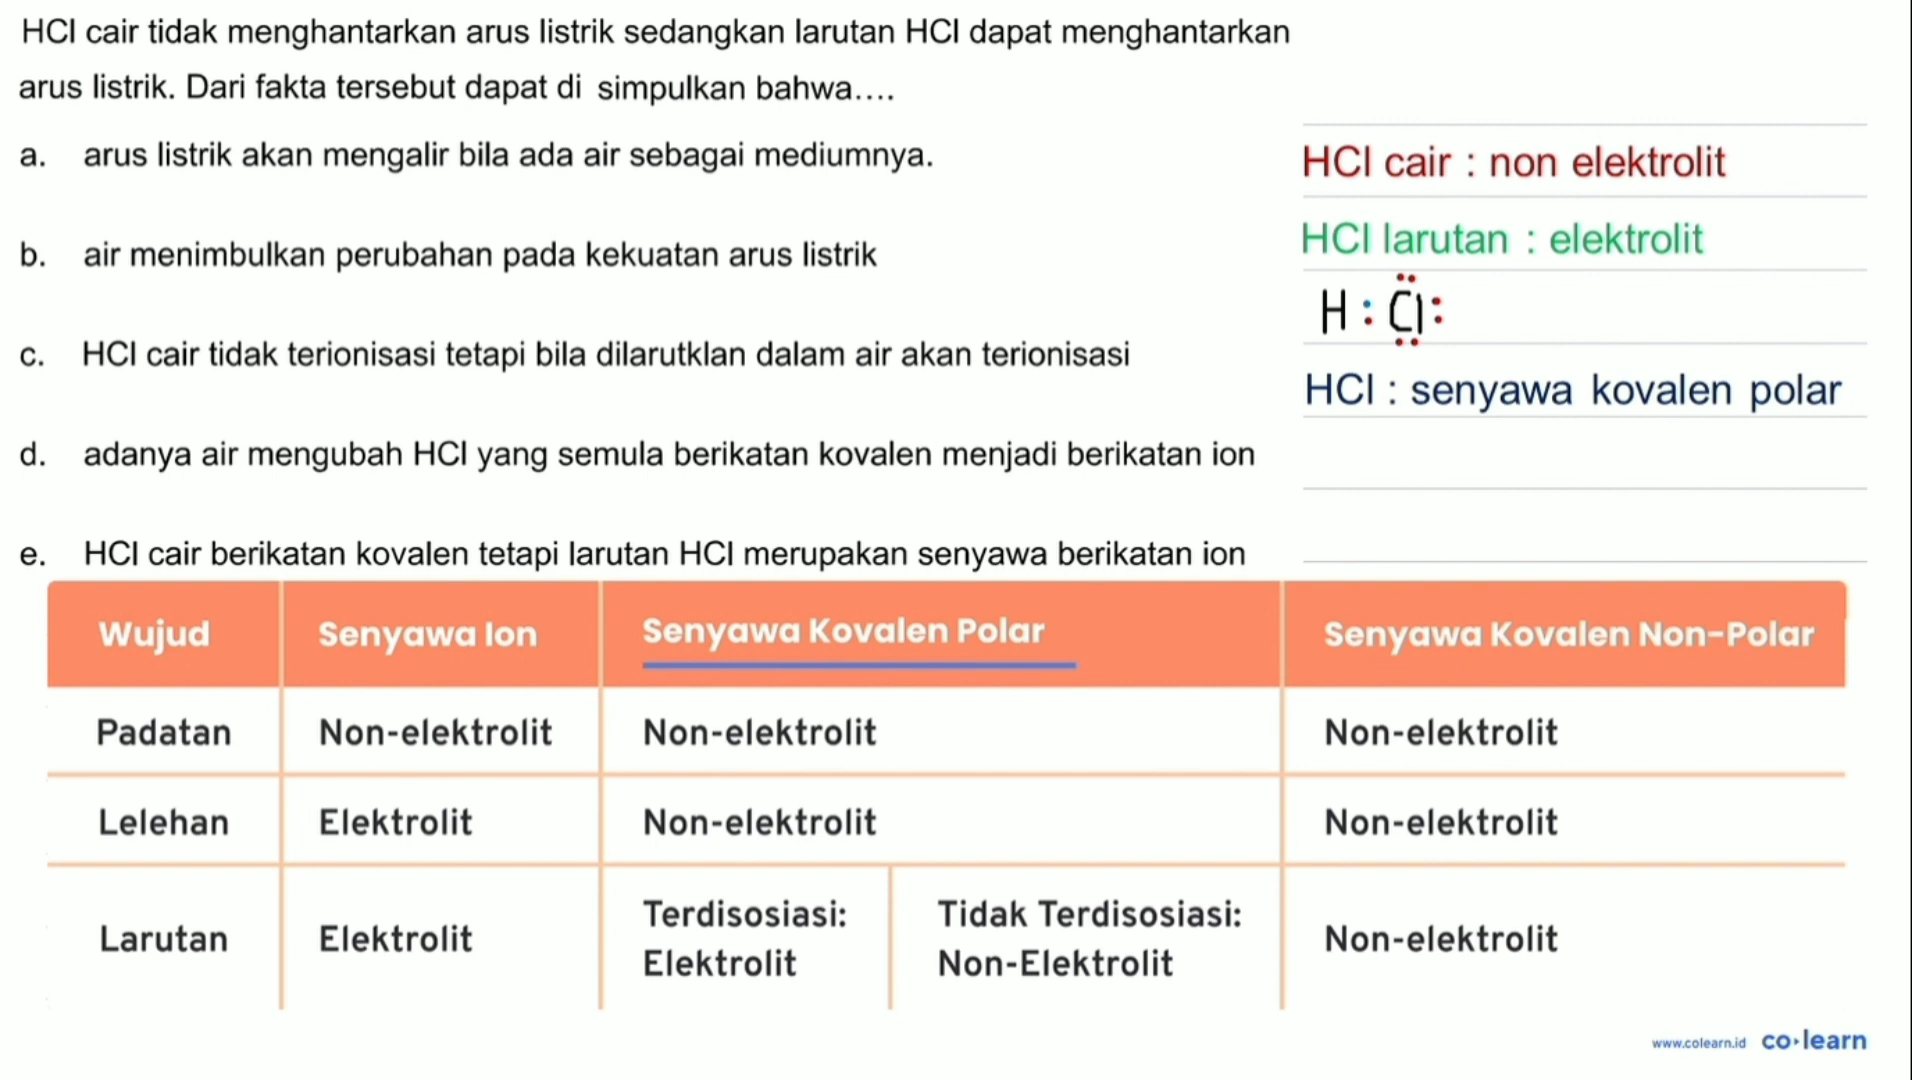 HCl cair tidak menghantarkan arus listrik sedangkan larutan HCl dapat menghantarkan
arus listrik. Dari fakta tersebut dapat di simpulkan bahwa....
a. arus listrik akan mengalir bila ada air sebagai mediumnya.
b. air menimbulkan perubahan pada kekuatan arus listrik
c. HCl cair tidak terionisasi tetapi bila dilarutklan dalam air akan terionisasi
d. adanya air mengubah HCl yang semula berikatan kovalen menjadi berikatan ion
e. HCl cair berikatan kovalen tetapi larutan HCl merupakan senyawa berikatan ion
HCl cair : non elektrolit
HCl larutan : elektrolit
H : Cl :
HCl : senyawa kovalen polar
Wujud Senyawa Ion Senyawa Kovalen Polar Senyawa Kovalen Non-Polar
Padatan Non-elektrolit Non-elektrolit Non-elektrolit
Lelehan Elektrolit Non-elektrolit Non-elektrolit
Larutan Elektrolit Terdisosiasi: Tidak Terdisosiasi: Non-elektrolit
Elektrolit Non-Elektrolit
www.colearn.id co·learn